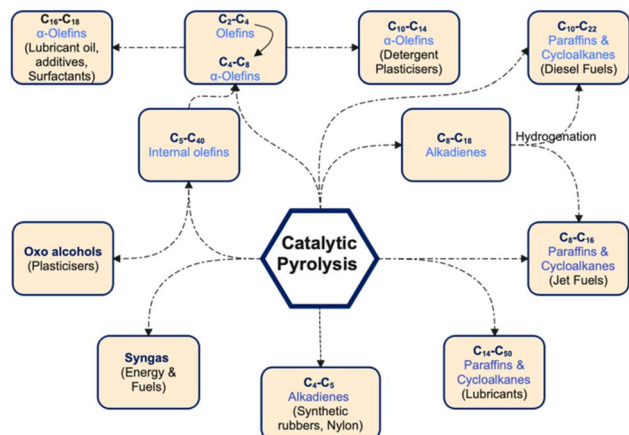 C₁₆–C₁₈
α-Olefins
(Lubricant oil,
additives,
Surfactants)
C₂–C₄
Olefins
C₄–C₈
α-Olefins
C₁₀–C₁₄
α-Olefins
(Detergent
Plasticisers)
C₁₀–C₂₂
Paraffins &
Cycloalkanes
(Diesel Fuels)
C₅–C₄₀
Internal olefins
C₈–C₁₈
Alkadienes
Hydrogenation
Oxo alcohols
(Plasticisers)
Catalytic
Pyrolysis
C₈–C₁₆
Paraffins &
Cycloalkanes
(Jet Fuels)
Syngas
(Energy &
Fuels)
C₄–C₅
Alkadienes
(Synthetic
rubbers, Nylon)
C₁₄–C₅₀
Paraffins &
Cycloalkanes
(Lubricants)